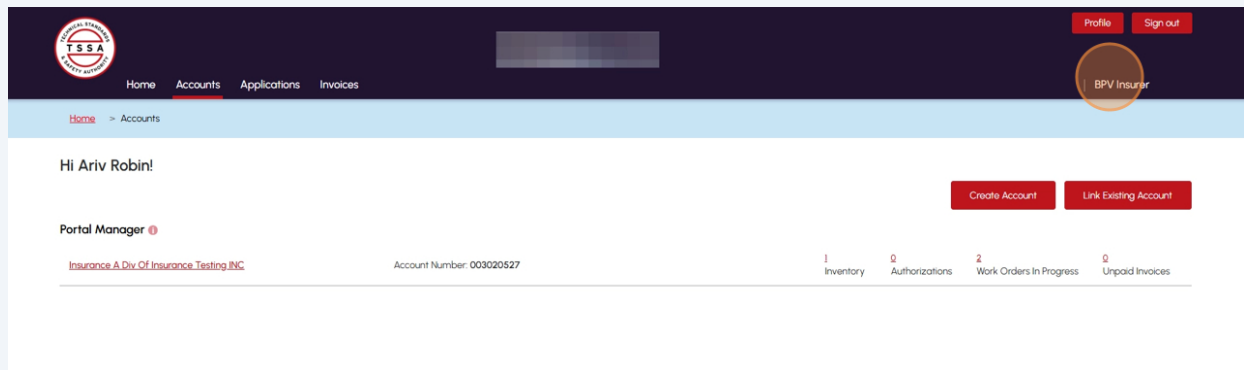 TECHNICAL STANDARDS
TSSA
& SAFETY AUTHORITY
Profile Sign out
Home Accounts Applications Invoices | BPV Insurer
Home > Accounts
Hi Ariv Robin!
Create Account Link Existing Account
Portal Manager
Insurance A Div Of Insurance Testing INC Account Number: 003020527 1 Inventory 0 Authorizations 2 Work Orders In Progress 0 Unpaid Invoices